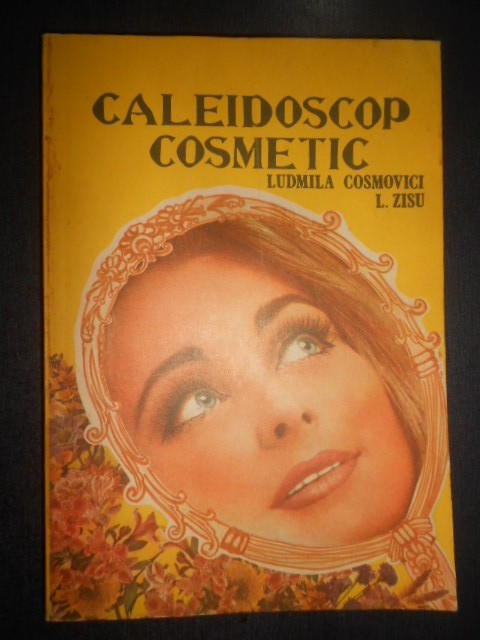 CALEIDOSCOP
COSMETIC
LUDMILA COSMOVICI
L. ZISU